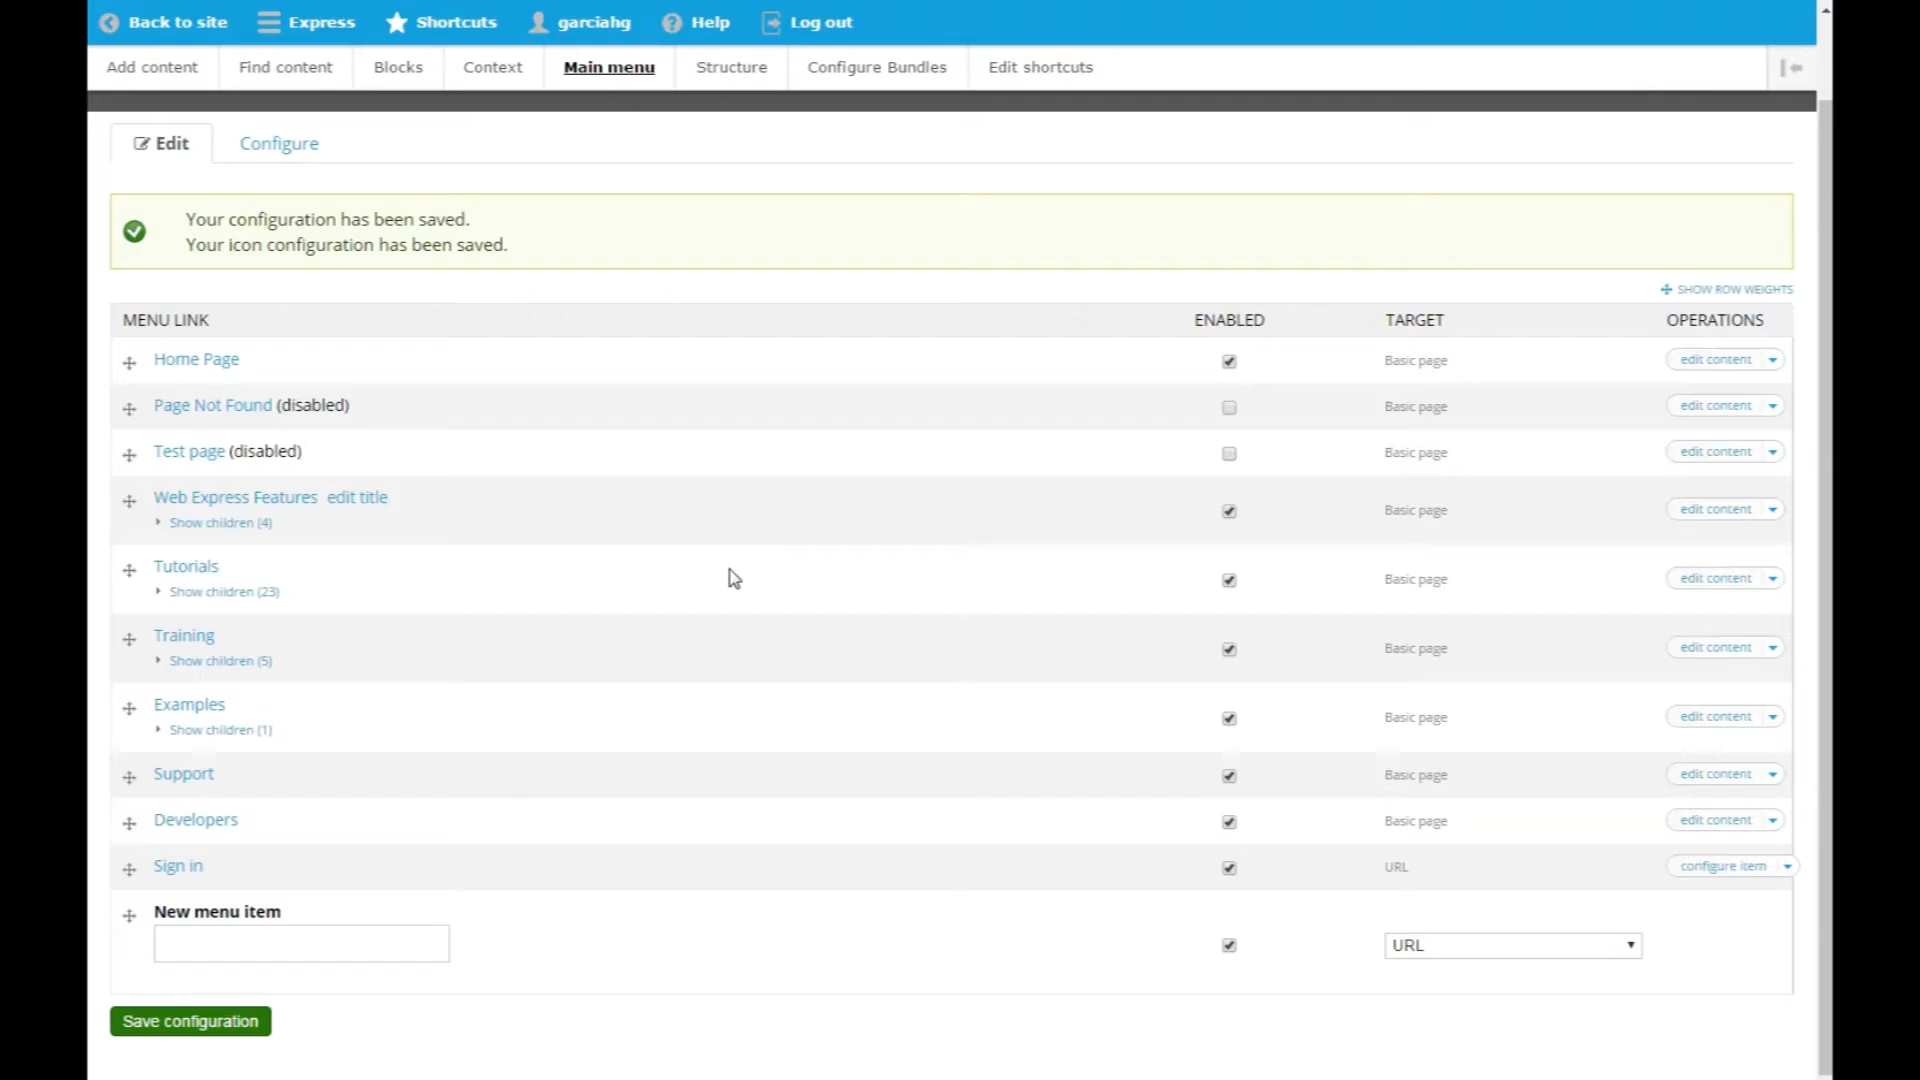 Back to site Express Shortcuts garciahg Help Log out
Add content Find content Blocks Context Main menu Structure Configure Bundles Edit shortcuts
Edit Configure
Your configuration has been saved.
Your icon configuration has been saved.
SHOW ROW WEIGHTS
MENU LINK ENABLED TARGET OPERATIONS
Home Page Basic page edit content
Page Not Found (disabled) Basic page edit content
Test page (disabled) Basic page edit content
Web Express Features edit title Basic page edit content
Show children (4)
Tutorials Basic page edit content
Show children (23)
Training Basic page edit content
Show children (5)
Examples Basic page edit content
Show children (1)
Support Basic page edit content
Developers Basic page edit content
Sign in URL configure item
New menu item
URL
Save configuration